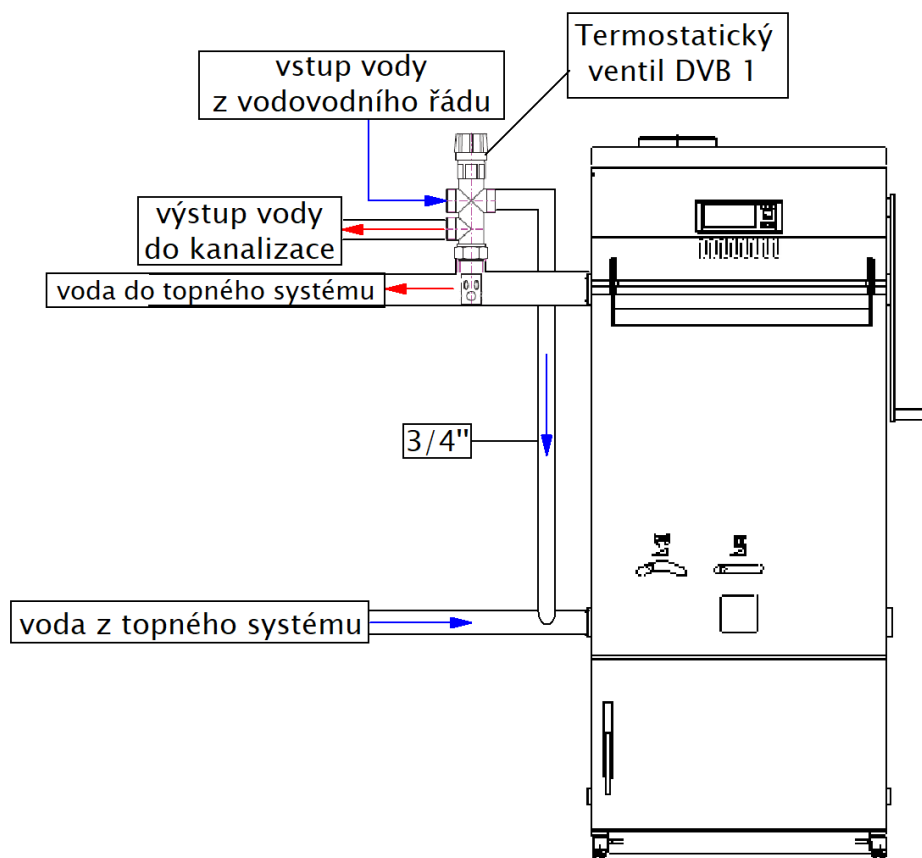 Termostatický
ventil DVB 1
vstup vody
z vodovodního řádu
výstup vody
do kanalizace
voda do topného systému
3/4"
voda z topného systému